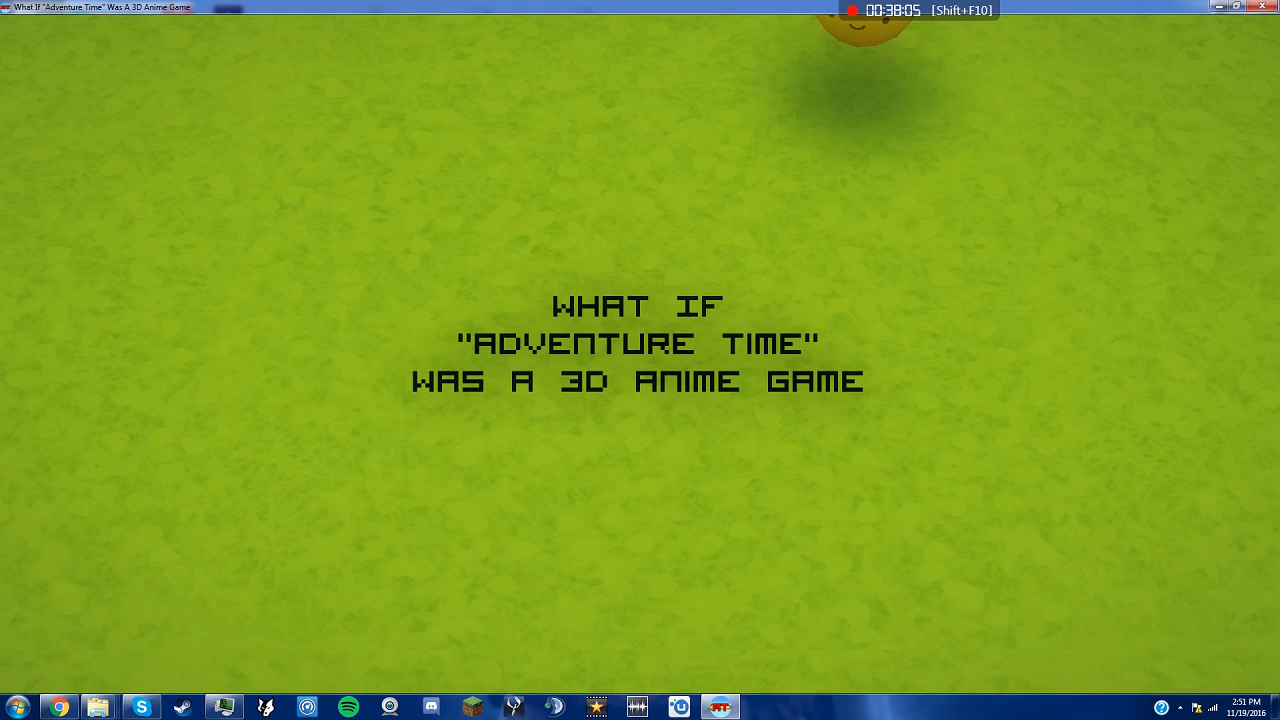 What If "Adventure Time" Was A 3D Anime Game
00:38:05 [Shift+F10]
WHAT IF
"ADVENTURE TIME"
WAS A 3D ANIME GAME
2:51 PM
11/19/2016